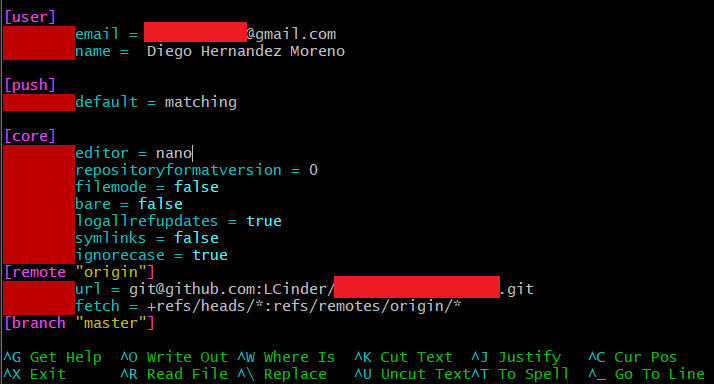 [user]
email = @gmail.com
name =  Diego Hernandez Moreno
[push]
default = matching
[core]
editor = nano
repositoryformatversion = 0
filemode = false
bare = false
logallrefupdates = true
symlinks = false
ignorecase = true
[remote "origin"]
url = git@github.com:LCinder/ .git
fetch = +refs/heads/*:refs/remotes/origin/*
[branch "master"]
^G Get Help ^O Write Out ^W Where Is ^K Cut Text ^J Justify ^C Cur Pos
^X Exit ^R Read File ^\ Replace ^U Uncut Text ^T To Spell ^_ Go To Line